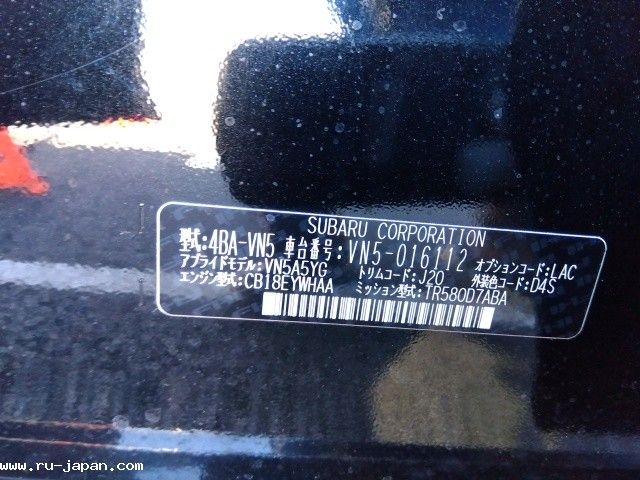 SUBARU CORPORATION
型式:4BA-VN5 車台番号:VN5-016112 オプションコード:LAC
アプライドモデル:VN5A5YG トリムコード:J20 外装色コード:D4S
エンジン型式:CB18EYWHAA ミッション型式:TR580D7ABA
www.ru-japan.com